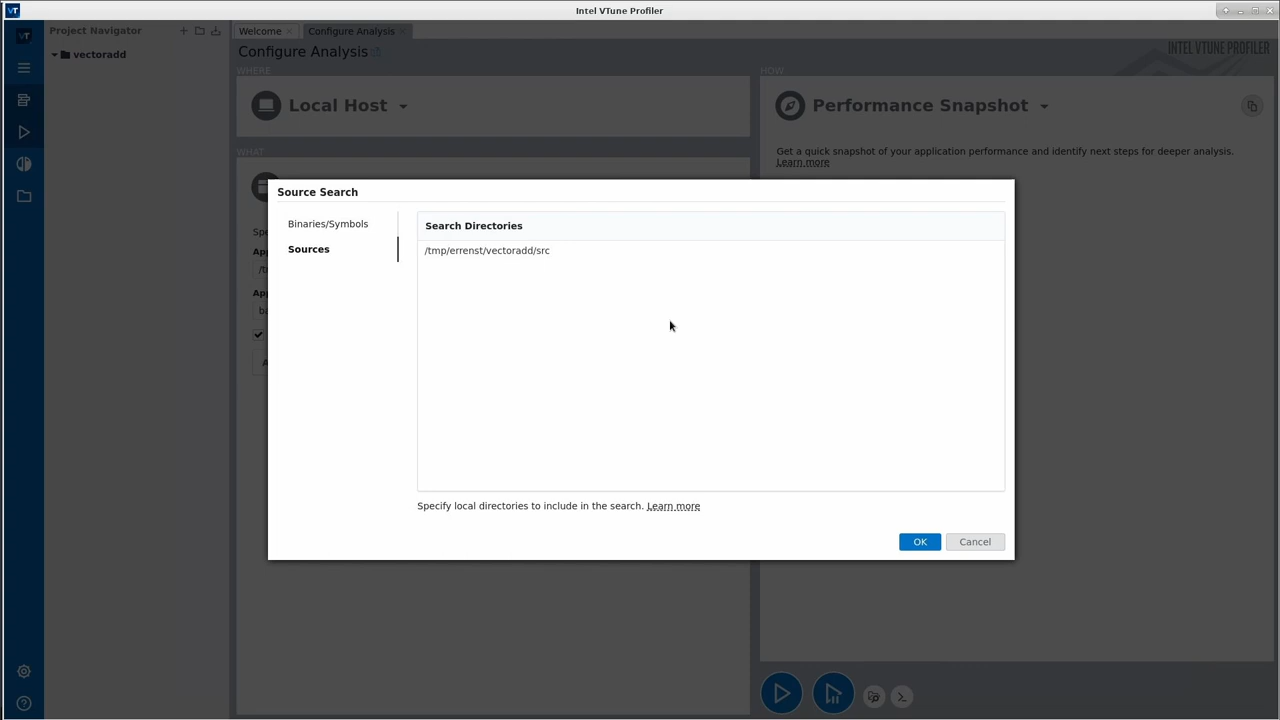 Intel VTune Profiler
VT
VT
Project Navigator
vectoradd
Welcome
Configure Analysis
Configure Analysis
INTEL VTUNE PROFILER
WHERE
Local Host
HOW
Performance Snapshot
Get a quick snapshot of your application performance and identify next steps for deeper analysis.
Learn more
WHAT
Source Search
Binaries/Symbols
Sources
Search Directories
/tmp/errenst/vectoradd/src
Specify local directories to include in the search. Learn more
OK
Cancel